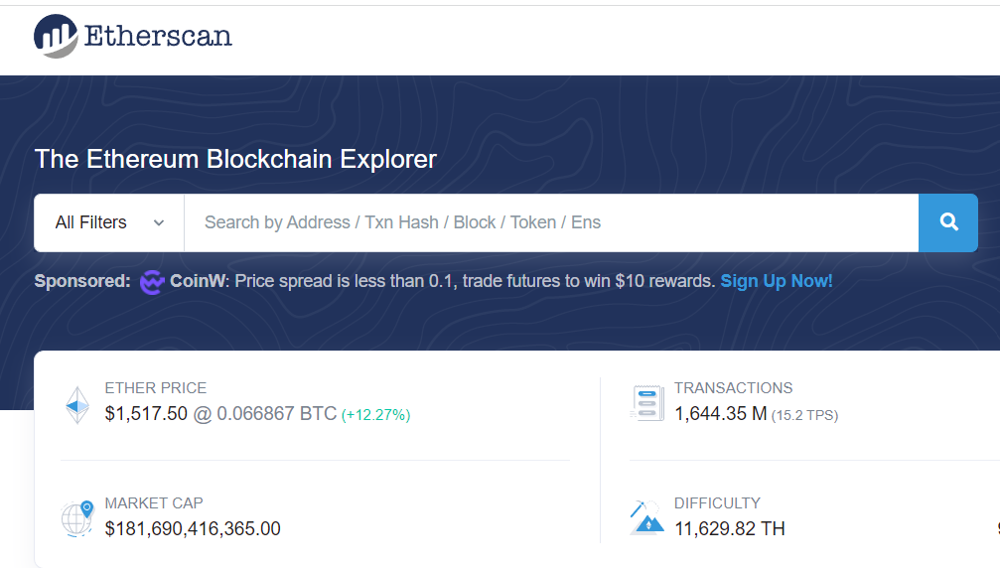 Etherscan
The Ethereum Blockchain Explorer
All Filters
Search by Address / Txn Hash / Block / Token / Ens
Sponsored: CoinW: Price spread is less than 0.1, trade futures to win $10 rewards. Sign Up Now!
ETHER PRICE
$1,517.50 @ 0.066867 BTC (+12.27%)
TRANSACTIONS
1,644.35 M (15.2 TPS)
MARKET CAP
$181,690,416,365.00
DIFFICULTY
11,629.82 TH